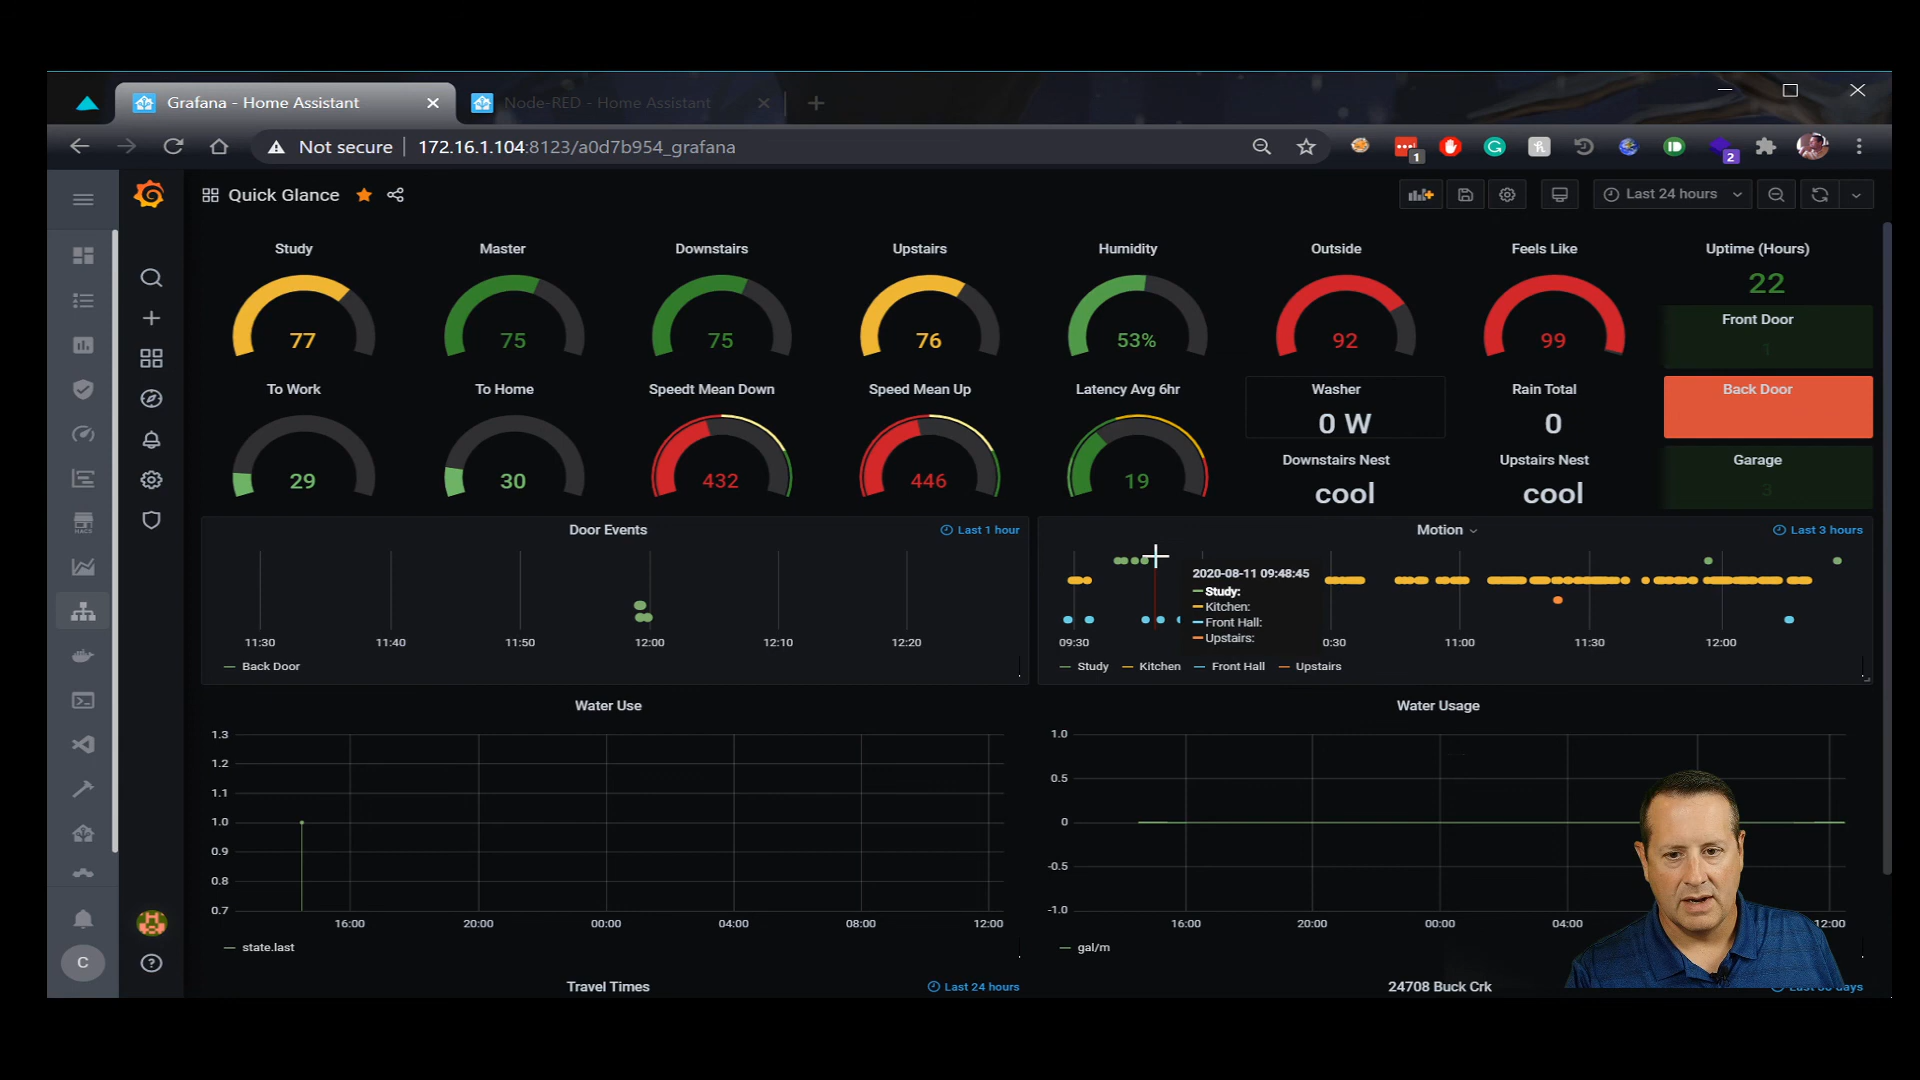 Grafana - Home Assistant
Node-RED - Home Assistant
Not secure
172.16.1.104:8123/a0d7b954_grafana
1
2
Quick Glance
Last 24 hours
Study
Master
Downstairs
Upstairs
Humidity
Outside
Feels Like
Uptime (Hours)
77
75
75
76
53%
92
99
22
Front Door
1
To Work
To Home
Speedt Mean Down
Speed Mean Up
Latency Avg 6hr
Washer
Rain Total
Back Door
29
30
432
446
19
0 W
0
Downstairs Nest
Upstairs Nest
Garage
cool
cool
3
HACS
Door Events
Last 1 hour
11:30
11:40
11:50
12:00
12:10
12:20
Back Door
Motion
Last 3 hours
2020-08-11 09:48:45
Study:
Kitchen:
Front Hall:
Upstairs:
09:30
0:30
11:00
11:30
12:00
Study
Kitchen
Front Hall
Upstairs
Water Use
1.3
1.2
1.1
1.0
0.9
0.8
0.7
16:00
20:00
00:00
04:00
08:00
12:00
state.last
Water Usage
1.0
0.5
0
-0.5
-1.0
16:00
20:00
00:00
04:00
12:00
gal/m
C
Travel Times
Last 24 hours
24708 Buck Crk